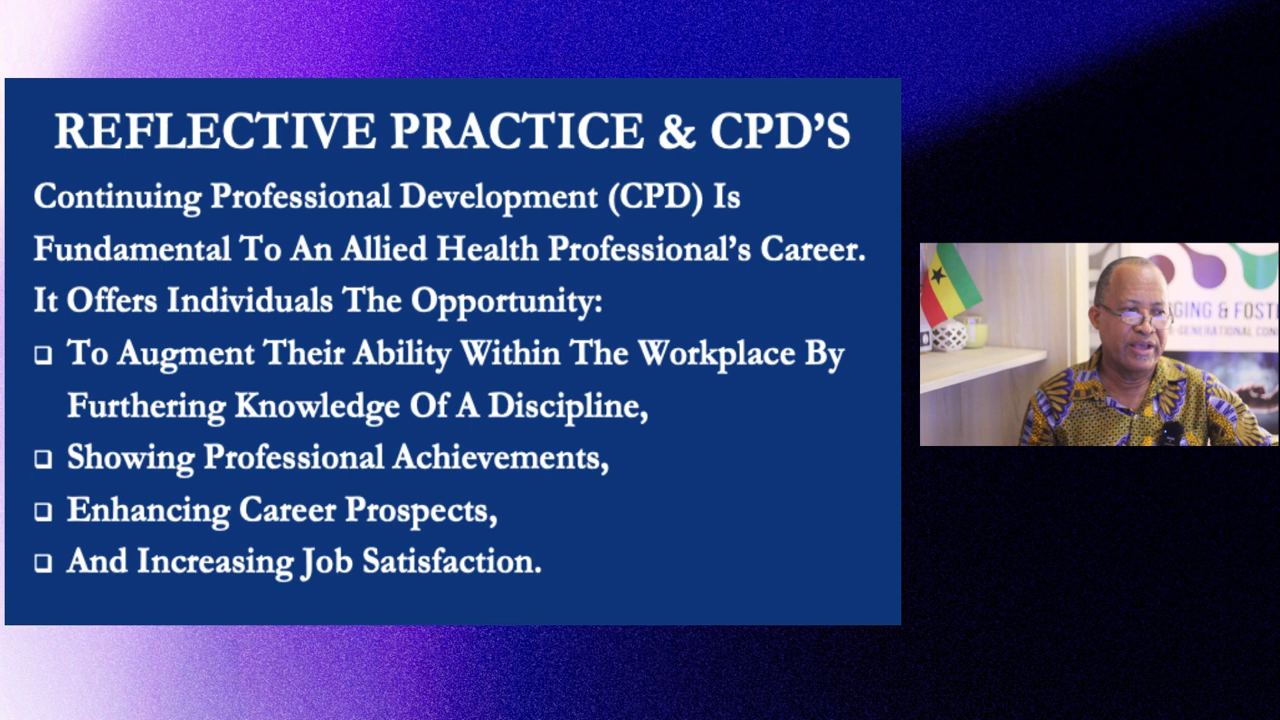 REFLECTIVE PRACTICE & CPD’S
Continuing Professional Development (CPD) Is
Fundamental To An Allied Health Professional’s Career.
It Offers Individuals The Opportunity:
To Augment Their Ability Within The Workplace By
Furthering Knowledge Of A Discipline,
Showing Professional Achievements,
Enhancing Career Prospects,
And Increasing Job Satisfaction.
& FOST